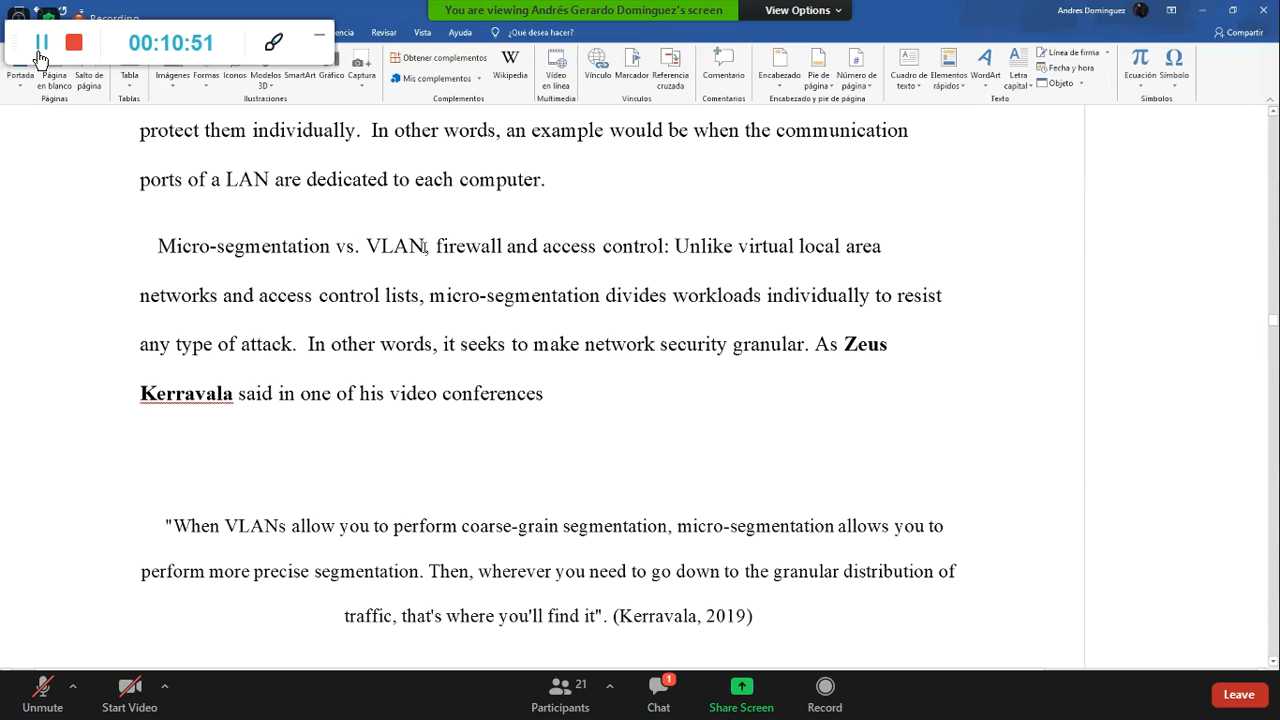 You are viewing Andrés Gerardo Domínguez's screen
View Options
Recording
Andres Dominguez
00:10:51
Revisar Vista Ayuda ¿Qué desea hacer?
Compartir
Portada
Página en blanco
Salto de página
Páginas
Tabla
Tablas
Imágenes
Formas
Iconos
Modelos 3D
SmartArt
Gráfico
Captura
Ilustraciones
Obtener complementos
Mis complementos
Wikipedia
Complementos
Vídeo en línea
Multimedia
Vínculo
Marcador
Referencia cruzada
Vínculos
Comentario
Comentarios
Encabezado
Pie de página
Número de página
Encabezado y pie de página
Cuadro de texto
Elementos rápidos
WordArt
Letra capital
Línea de firma
Fecha y hora
Objeto
Texto
Ecuación
Símbolo
Símbolos
protect them individually.  In other words, an example would be when the communication
ports of a LAN are dedicated to each computer.
Micro-segmentation vs. VLAN, firewall and access control: Unlike virtual local area
networks and access control lists, micro-segmentation divides workloads individually to resist
any type of attack.  In other words, it seeks to make network security granular. As Zeus
Kerravala said in one of his video conferences
"When VLANs allow you to perform coarse-grain segmentation, micro-segmentation allows you to
perform more precise segmentation. Then, wherever you need to go down to the granular distribution of
traffic, that's where you'll find it". (Kerravala, 2019)
Unmute
Start Video
21
Participants
1
Chat
Share Screen
Record
Leave